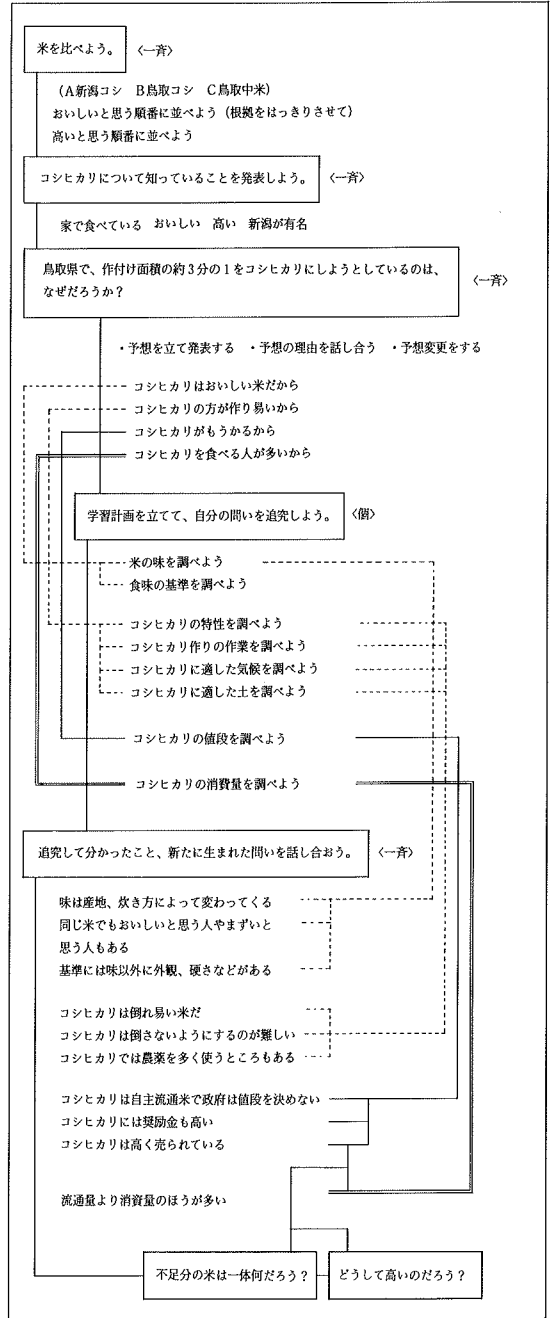 米を比べよう。 〈一斉〉
(A新潟コシ B鳥取コシ C鳥取中米)
おいしいと思う順番に並べよう(根拠をはっきりさせて)
高いと思う順番に並べよう
コシヒカリについて知っていることを発表しよう。 〈一斉〉
家で食べている おいしい 高い 新潟が有名
鳥取県で、作付け面積の約3分の1をコシヒカリにしようとしているのは、
なぜだろうか? 〈一斉〉
・予想を立て発表する ・予想の理由を話し合う ・予想変更をする
コシヒカリはおいしい米だから
コシヒカリの方が作り易いから
コシヒカリがもうかるから
コシヒカリを食べる人が多いから
学習計画を立てて、自分の問いを追究しよう。 〈個〉
米の味を調べよう
食味の基準を調べよう
コシヒカリの特性を調べよう
コシヒカリ作りの作業を調べよう
コシヒカリに適した気候を調べよう
コシヒカリに適した土を調べよう
コシヒカリの値段を調べよう
コシヒカリの消費量を調べよう
追究して分かったこと、新たに生まれた問いを話し合おう。 〈一斉〉
味は産地、炊き方によって変わってくる
同じ米でもおいしいと思う人やまずいと
思う人もある
基準には味以外に外観、硬さなどがある
コシヒカリは倒れ易い米だ
コシヒカリは倒さないようにするのが難しい
コシヒカリでは農薬を多く使うところもある
コシヒカリは自主流通米で政府は値段を決めない
コシヒカリには奨励金も高い
コシヒカリは高く売られている
流通量より消資量のほうが多い
不足分の米は一体何だろう? どうして高いのだろう?